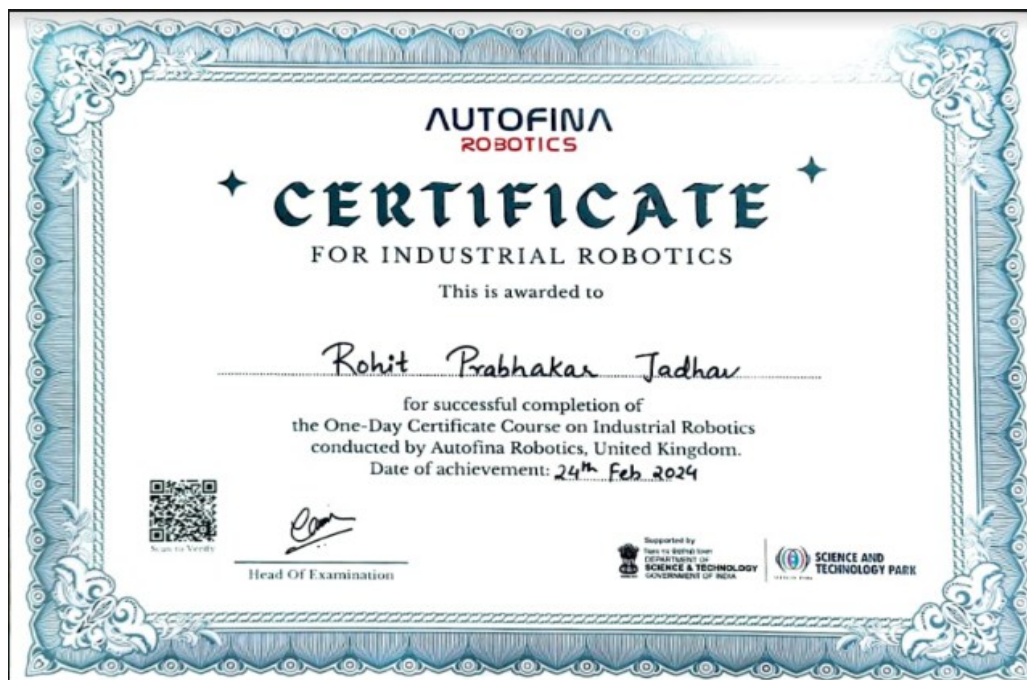 AUTOFINA
ROBOTICS
CERTIFICATE
FOR INDUSTRIAL ROBOTICS
This is awarded to
Rohit Prabhakar Jadhav
for successful completion of
the One-Day Certificate Course on Industrial Robotics
conducted by Autofina Robotics, United Kingdom.
Date of achievement: 24th Feb 2024
Scan to Verify
Head Of Examination
Supported by
DEPARTMENT OF
SCIENCE & TECHNOLOGY
GOVERNMENT OF INDIA
SCIENCE AND
TECHNOLOGY PARK